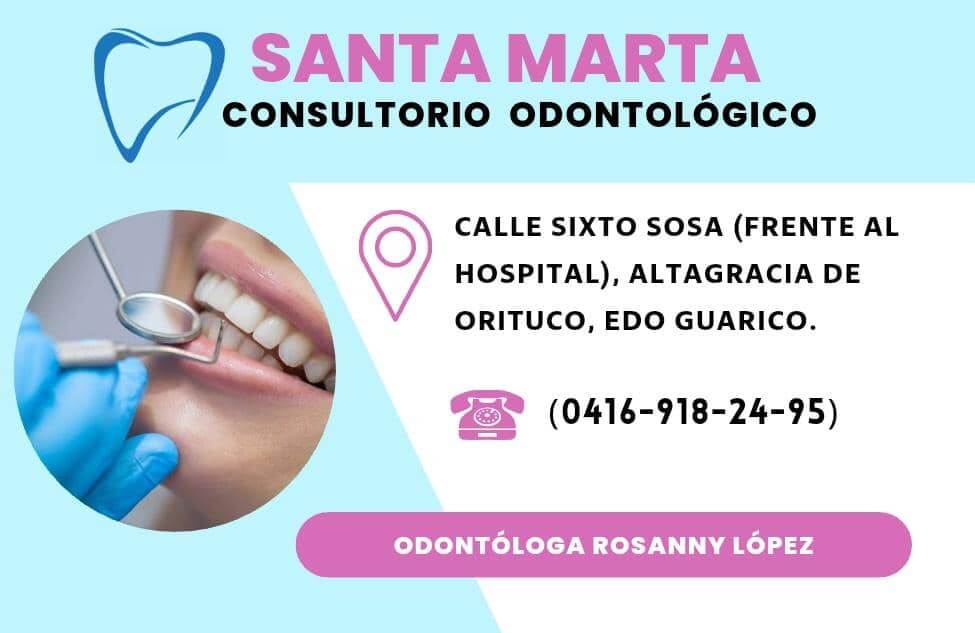 SANTA MARTA
CONSULTORIO ODONTOLÓGICO
CALLE SIXTO SOSA (FRENTE AL
HOSPITAL), ALTAGRACIA DE
ORITUCO, EDO GUARICO.
(0416-918-24-95)
ODONTÓLOGA ROSANNY LÓPEZ